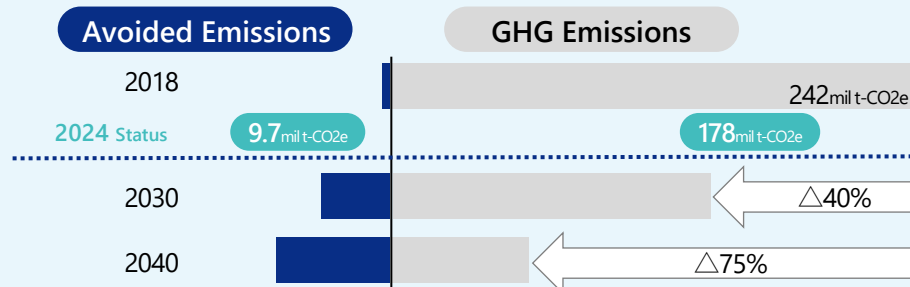 Avoided Emissions GHG Emissions
2018 242mil t-CO2e
2024 Status 9.7mil t-CO2e 178mil t-CO2e
2030 △40%
2040 △75%